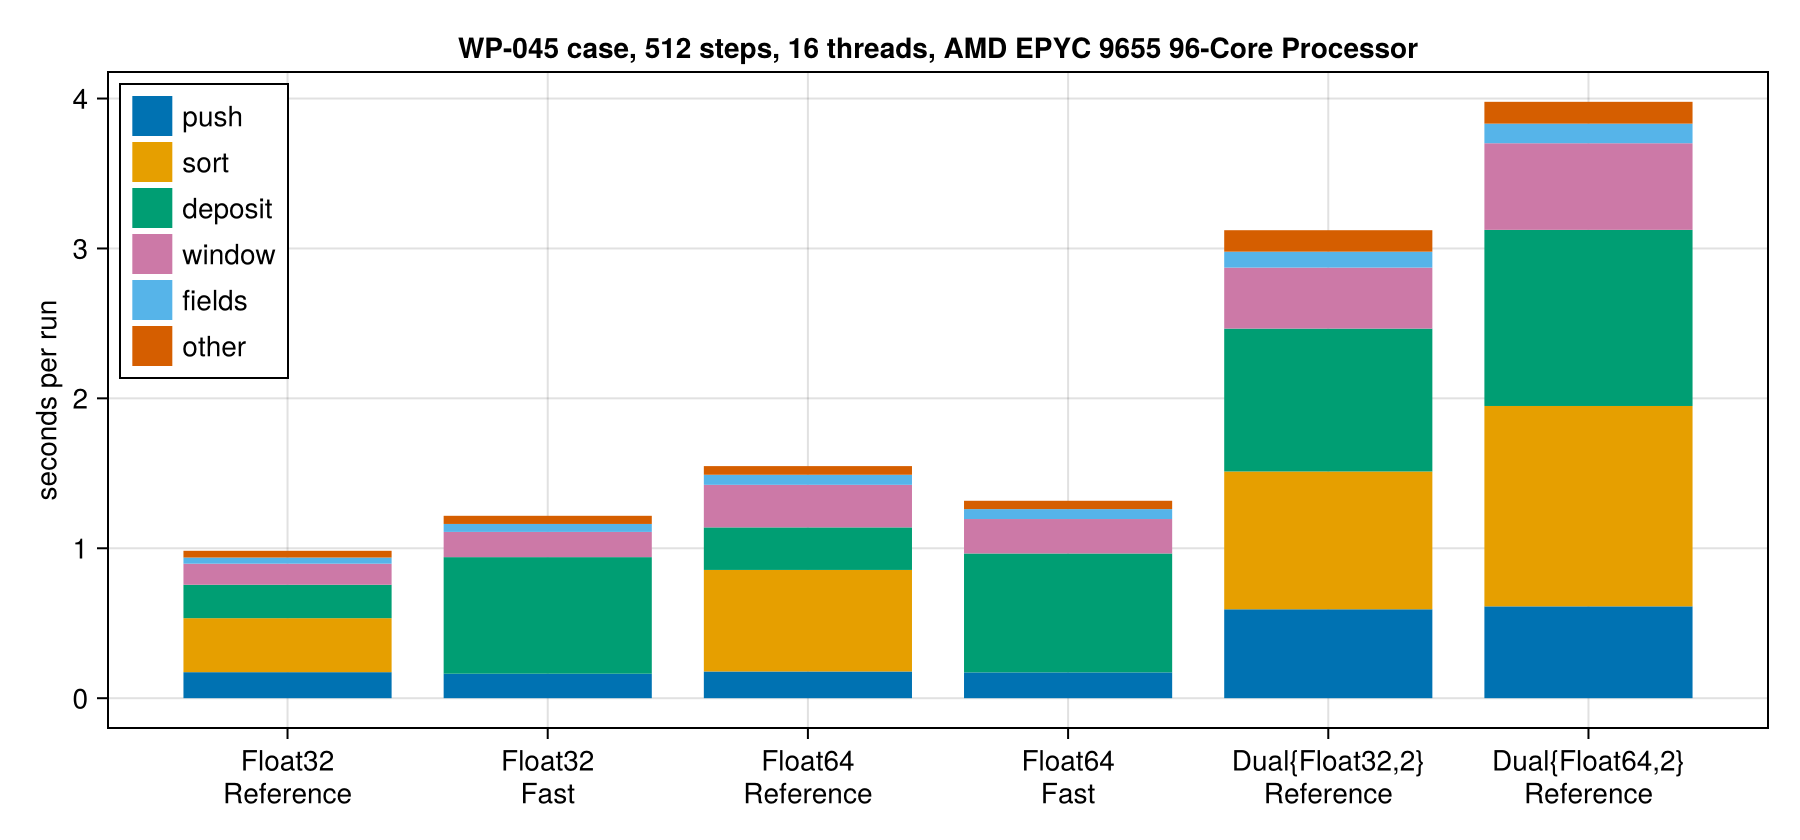 WP-045 case, 512 steps, 16 threads, AMD EPYC 9655 96-Core Processor
4
3
2
1
0
seconds per run
push
sort
deposit
window
fields
other
Float32
Reference
Float32
Fast
Float64
Reference
Float64
Fast
Dual{Float32,2}
Reference
Dual{Float64,2}
Reference